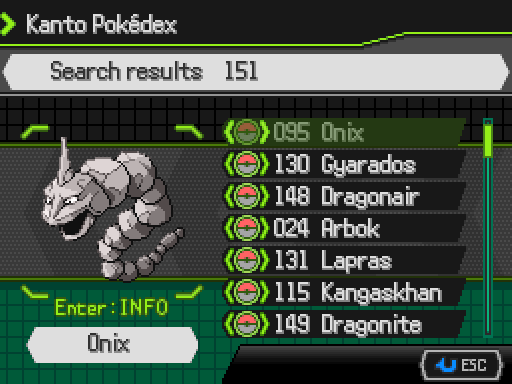 Kanto Pokédex
Search results 151
095 Onix
130 Gyarados
148 Dragonair
024 Arbok
131 Lapras
115 Kangaskhan
149 Dragonite
Enter:INFO
Onix
ESC